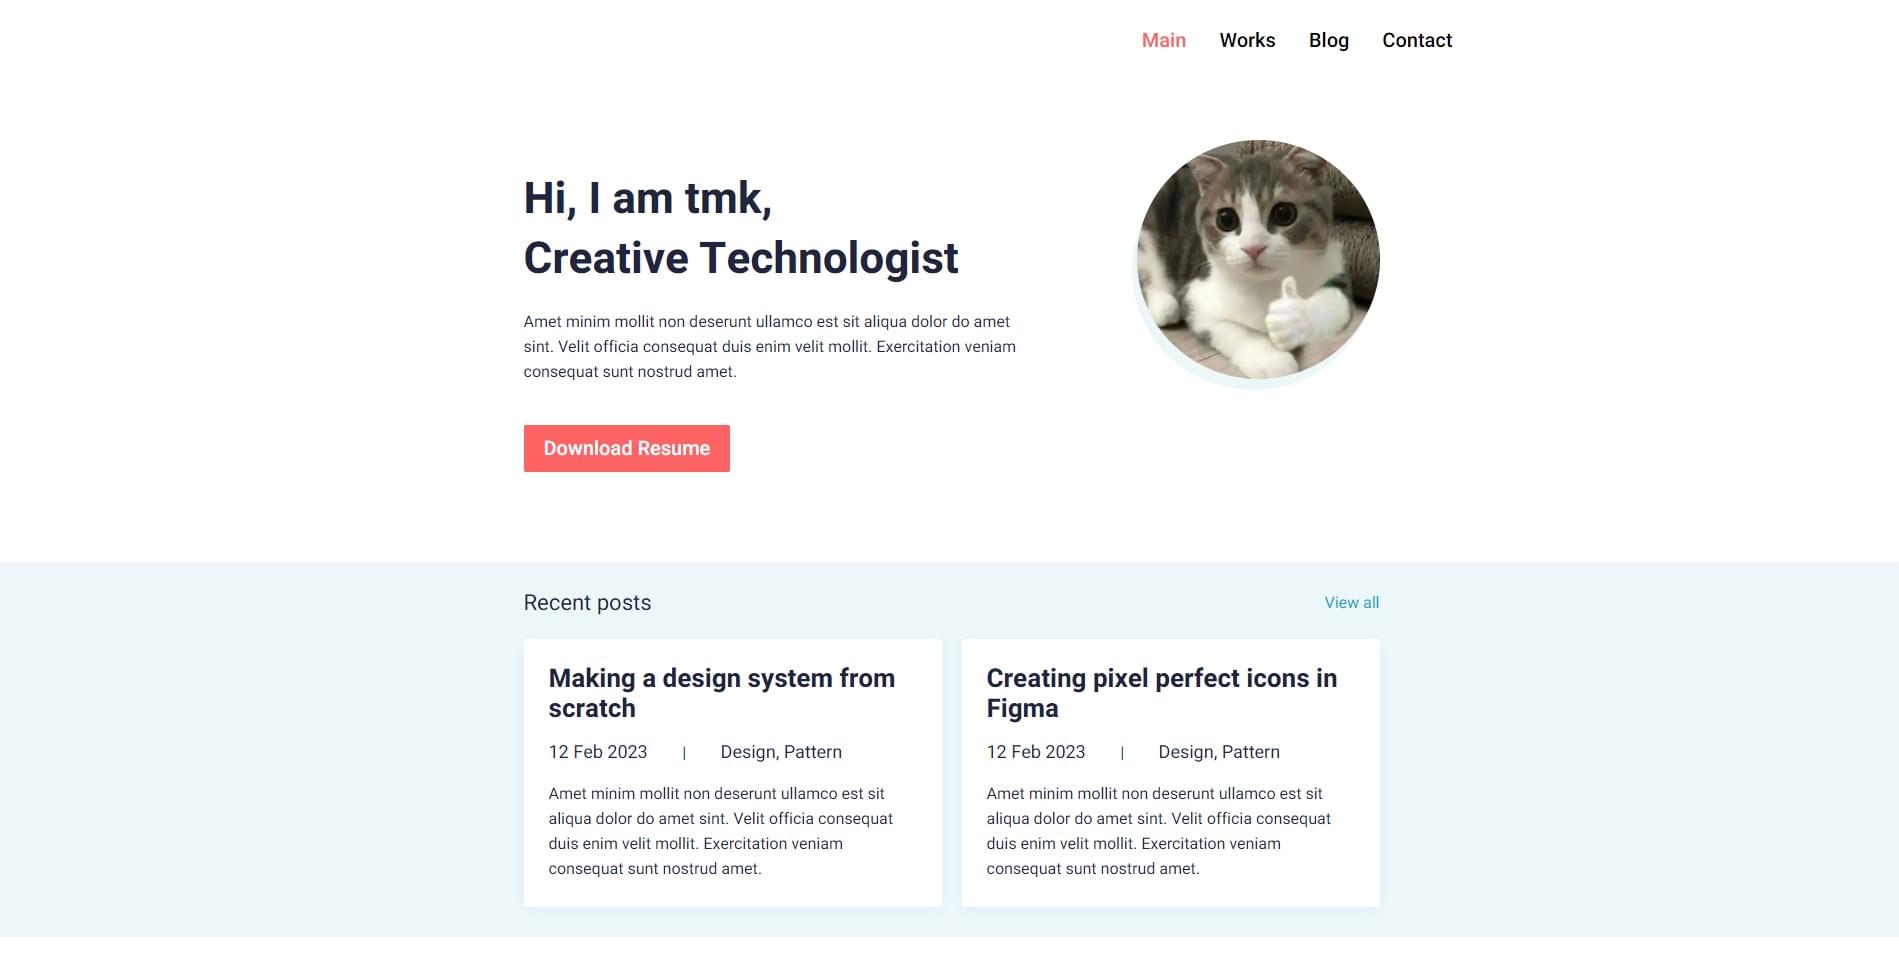 Main Works Blog Contact
Hi, I am tmk,
Creative Technologist
Amet minim mollit non deserunt ullamco est sit aliqua dolor do amet
sint. Velit officia consequat duis enim velit mollit. Exercitation veniam
consequat sunt nostrud amet.
Download Resume
Recent posts
View all
Making a design system from
scratch
12 Feb 2023 | Design, Pattern
Amet minim mollit non deserunt ullamco est sit
aliqua dolor do amet sint. Velit officia consequat
duis enim velit mollit. Exercitation veniam
consequat sunt nostrud amet.
Creating pixel perfect icons in
Figma
12 Feb 2023 | Design, Pattern
Amet minim mollit non deserunt ullamco est sit
aliqua dolor do amet sint. Velit officia consequat
duis enim velit mollit. Exercitation veniam
consequat sunt nostrud amet.